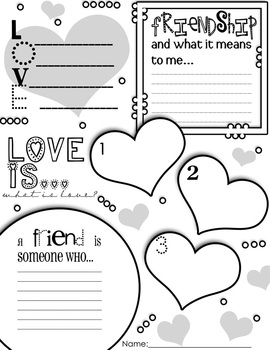 L
O
V
E
FRIENDSHIP
and what it means
to me...
LOVE
IS...
what is love?
1
2
3
A friend is
SOMEONE WHO...
Name: